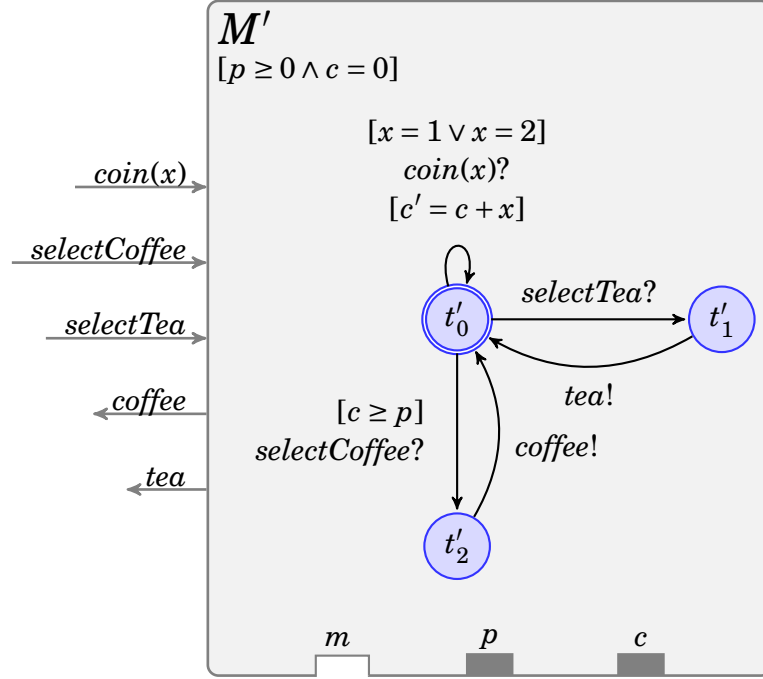 M′
[p ≥ 0 ∧ c = 0]
[x = 1 ∨ x = 2]
coin(x)?
[c′ = c + x]
coin(x)
selectCoffee
selectTea
coffee
tea
t′0
selectTea?
t′1
tea!
[c ≥ p]
selectCoffee?
coffee!
t′2
m
p
c